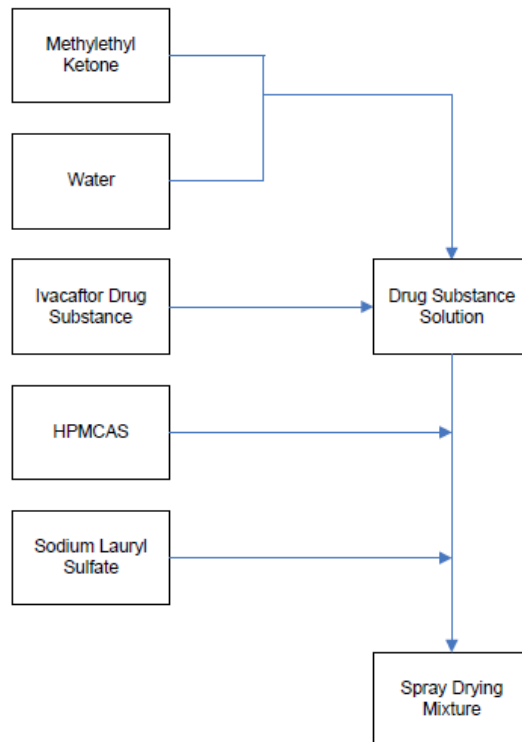 Methylethyl
Ketone
Water
Ivacaftor Drug
Substance
Drug Substance
Solution
HPMCAS
Sodium Lauryl
Sulfate
Spray Drying
Mixture